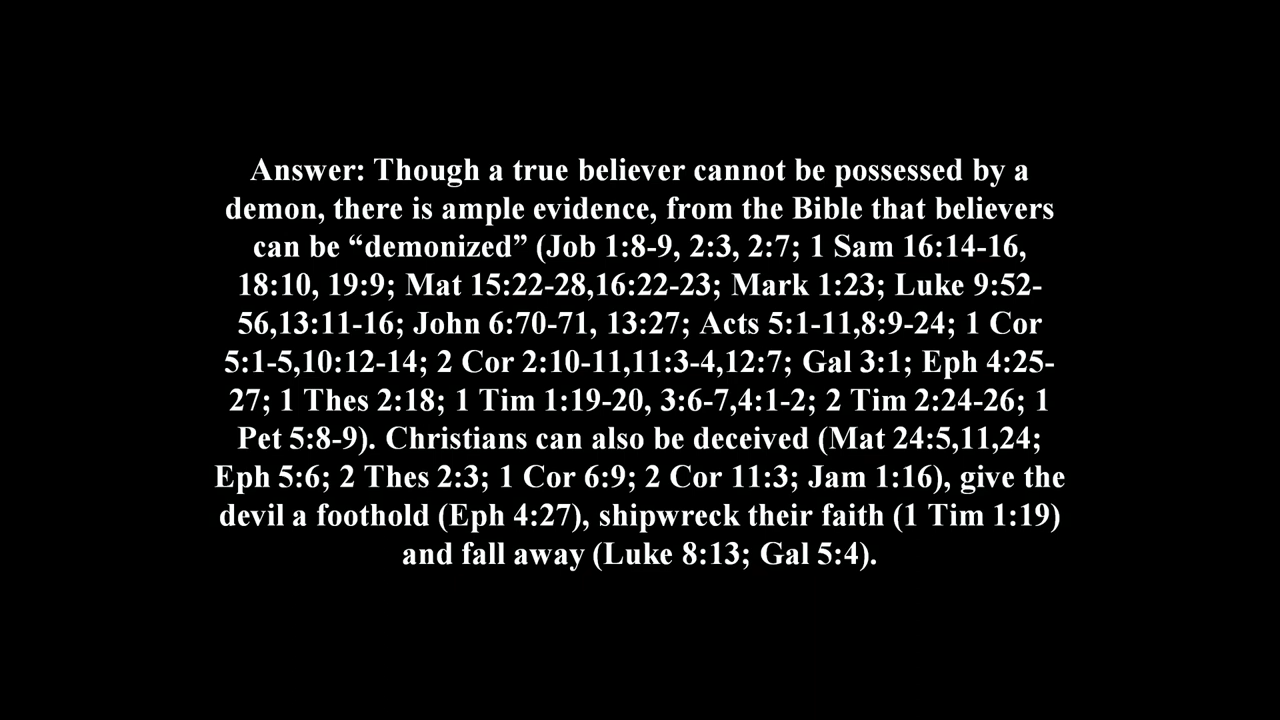 Answer: Though a true believer cannot be possessed by a
demon, there is ample evidence, from the Bible that believers
can be “demonized” (Job 1:8-9, 2:3, 2:7; 1 Sam 16:14-16,
18:10, 19:9; Mat 15:22-28,16:22-23; Mark 1:23; Luke 9:52-
56,13:11-16; John 6:70-71, 13:27; Acts 5:1-11,8:9-24; 1 Cor
5:1-5,10:12-14; 2 Cor 2:10-11,11:3-4,12:7; Gal 3:1; Eph 4:25-
27; 1 Thes 2:18; 1 Tim 1:19-20, 3:6-7,4:1-2; 2 Tim 2:24-26; 1
Pet 5:8-9). Christians can also be deceived (Mat 24:5,11,24;
Eph 5:6; 2 Thes 2:3; 1 Cor 6:9; 2 Cor 11:3; Jam 1:16), give the
devil a foothold (Eph 4:27), shipwreck their faith (1 Tim 1:19)
and fall away (Luke 8:13; Gal 5:4).